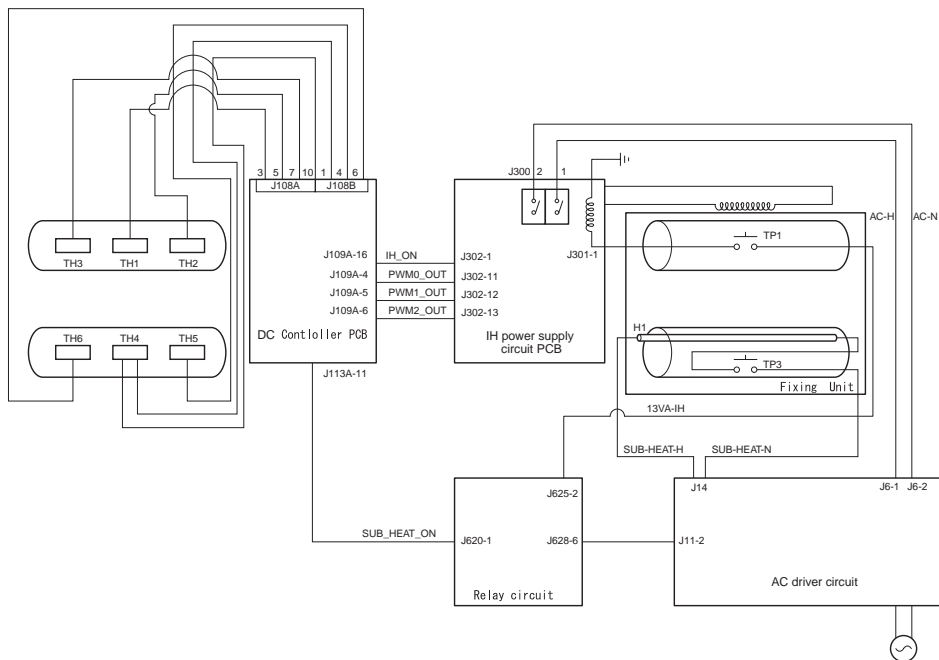 J300 2 1
3 5 7 10 1 4 6
J108A J108B
AC-H AC-N
TP1
TH3 TH1 TH2
J109A-16 IH_ON J302-1 J301-1
J109A-4 PWM0_OUT J302-11
J109A-5 PWM1_OUT J302-12
J109A-6 PWM2_OUT J302-13
DC Contloller PCB
IH power supply
circuit PCB
H1
TH6 TH4 TH5
TP3
J113A-11
Fixing Unit
13VA-IH
SUB-HEAT-H SUB-HEAT-N
J14 J6-1 J6-2
J625-2
SUB_HEAT_ON J620-1 J628-6 J11-2
Relay circuit
AC driver circuit